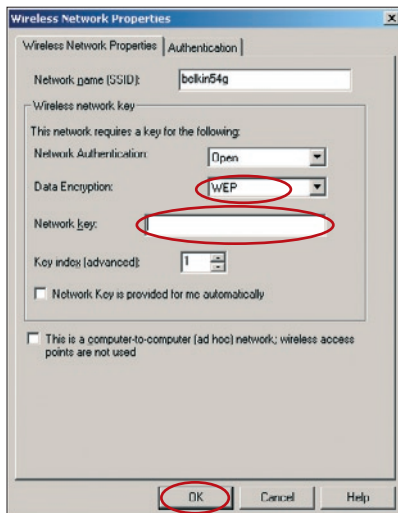 Wireless Network Properties
Wireless Network Properties Authentication
Network name (SSID): belkin54g
Wireless network key
This network requires a key for the following:
Network Authentication: Open
Data Encryption: WEP
Network key:
Key index (advanced): 1
Network Key is provided for me automatically
This is a computer-to-computer (ad hoc) network; wireless access
points are not used
OK Cancel Help